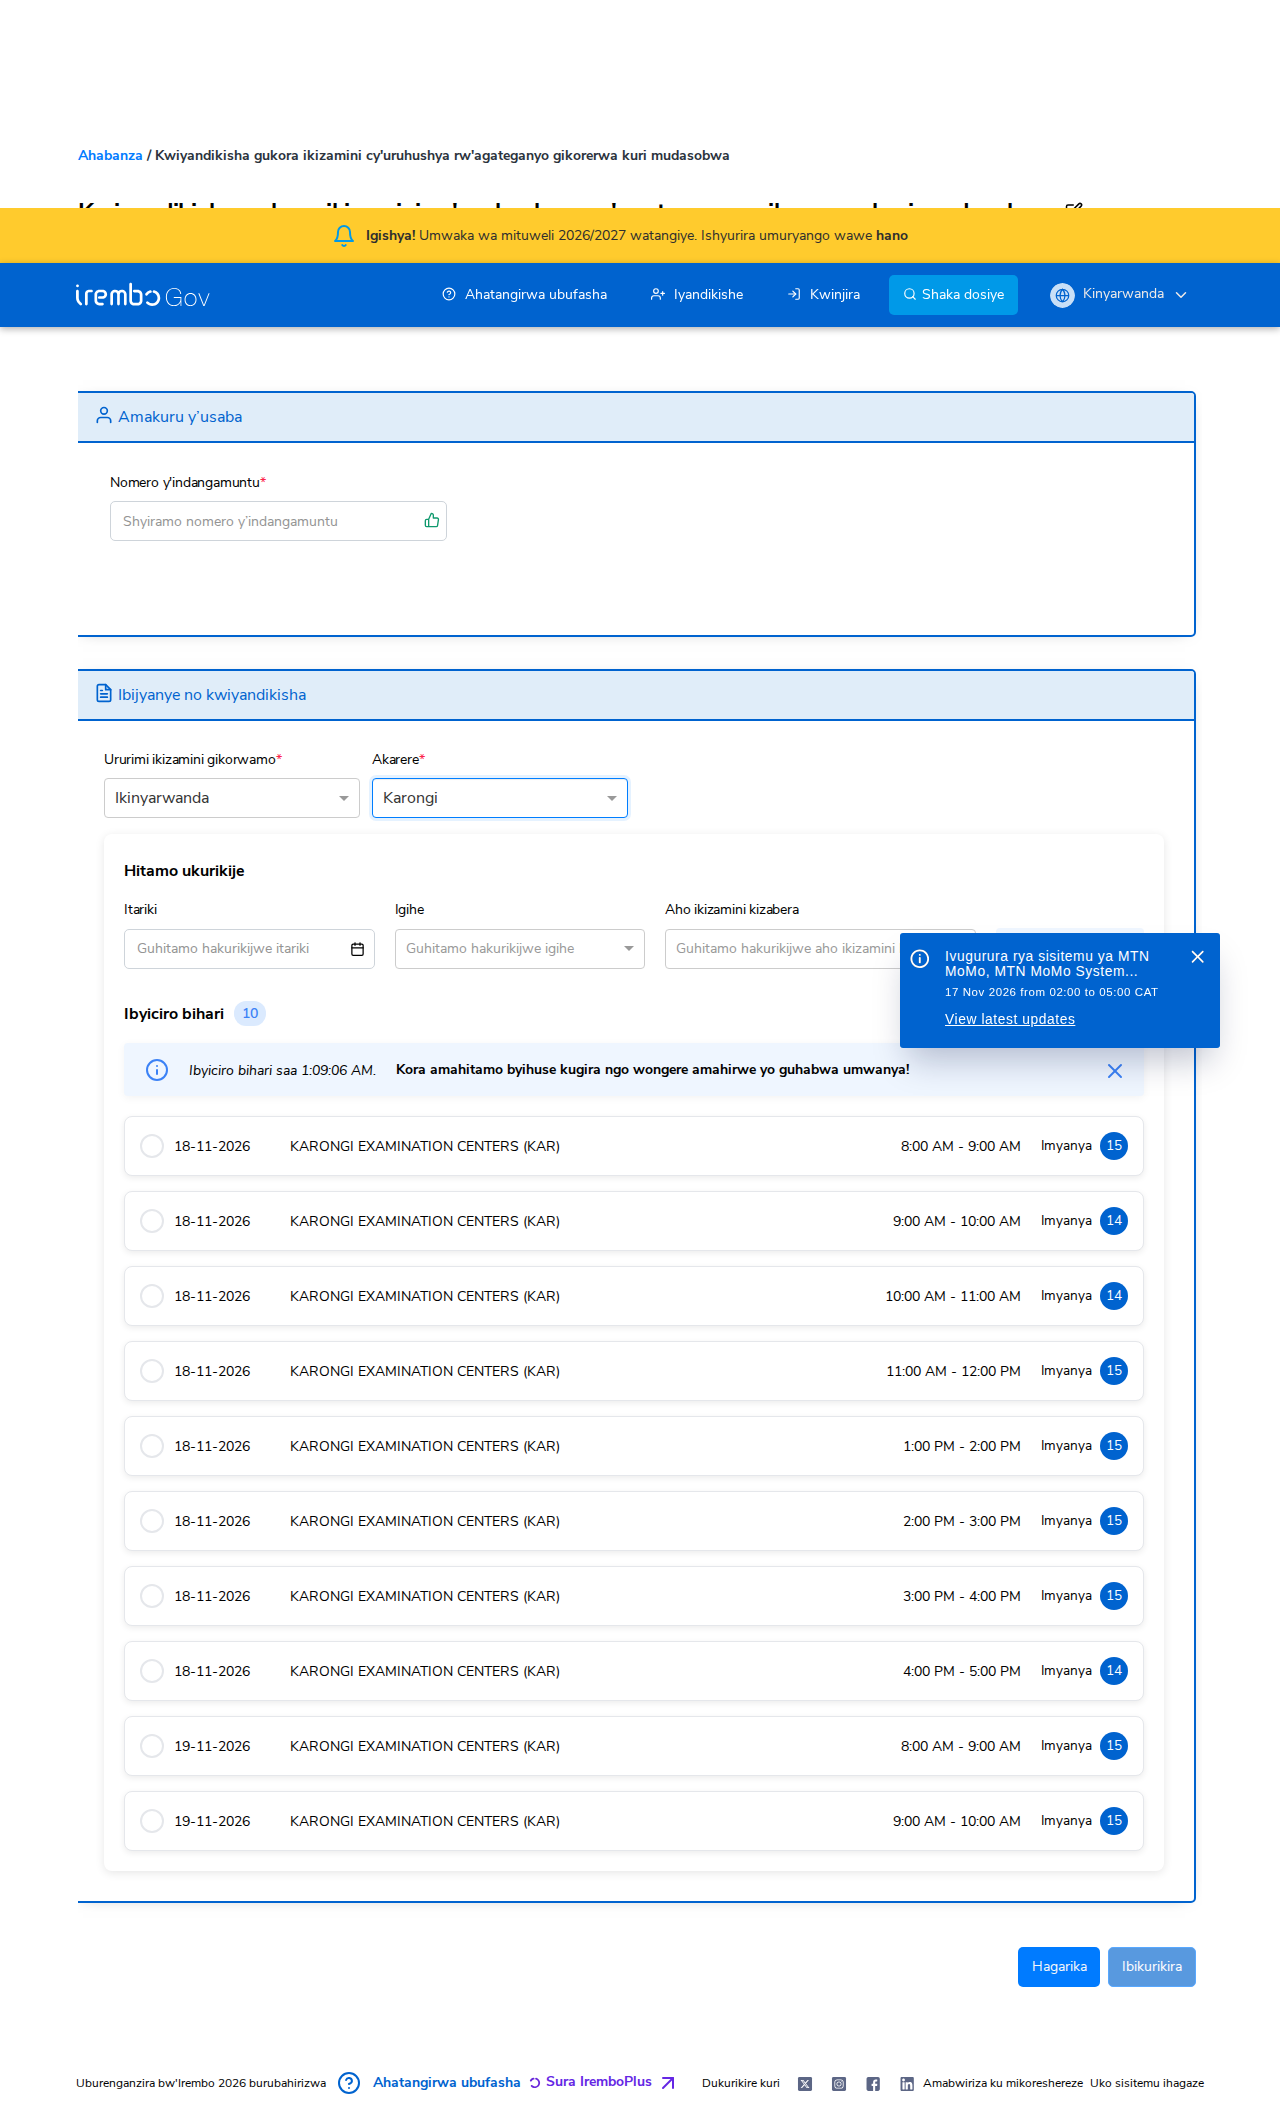 Ahabanza / Kwiyandikisha gukora ikizamini cy'uruhushya rw'agateganyo gikorerwa kuri mudasobwa
Igishya! Umwaka wa mituweli 2026/2027 watangiye. Ishyurira umuryango wawe hano
irembo Gov
Ahatangirwa ubufasha
Iyandikishe
Kwinjira
Shaka dosiye
Kinyarwanda
Amakuru y’usaba
Nomero y'indangamuntu*
Shyiramo nomero y’indangamuntu
Ibijyanye no kwiyandikisha
Ururimi ikizamini gikorwamo* Akarere*
Ikinyarwanda Karongi
Hitamo ukurikije
Itariki Igihe Aho ikizamini kizabera
Guhitamo hakurikijwe itariki Guhitamo hakurikijwe igihe Guhitamo hakurikijwe aho ikizamini
Ivugurura rya sisitemu ya MTN
MoMo, MTN MoMo System...
17 Nov 2026 from 02:00 to 05:00 CAT
View latest updates
Ibyiciro bihari 10
Ibyiciro bihari saa 1:09:06 AM. Kora amahitamo byihuse kugira ngo wongere amahirwe yo guhabwa umwanya!
18-11-2026 KARONGI EXAMINATION CENTERS (KAR) 8:00 AM - 9:00 AM Imyanya 15
18-11-2026 KARONGI EXAMINATION CENTERS (KAR) 9:00 AM - 10:00 AM Imyanya 14
18-11-2026 KARONGI EXAMINATION CENTERS (KAR) 10:00 AM - 11:00 AM Imyanya 14
18-11-2026 KARONGI EXAMINATION CENTERS (KAR) 11:00 AM - 12:00 PM Imyanya 15
18-11-2026 KARONGI EXAMINATION CENTERS (KAR) 1:00 PM - 2:00 PM Imyanya 15
18-11-2026 KARONGI EXAMINATION CENTERS (KAR) 2:00 PM - 3:00 PM Imyanya 15
18-11-2026 KARONGI EXAMINATION CENTERS (KAR) 3:00 PM - 4:00 PM Imyanya 15
18-11-2026 KARONGI EXAMINATION CENTERS (KAR) 4:00 PM - 5:00 PM Imyanya 14
19-11-2026 KARONGI EXAMINATION CENTERS (KAR) 8:00 AM - 9:00 AM Imyanya 15
19-11-2026 KARONGI EXAMINATION CENTERS (KAR) 9:00 AM - 10:00 AM Imyanya 15
Hagarika Ibikurikira
Uburenganzira bw'Irembo 2026 burubahirizwa Ahatangirwa ubufasha Sura IremboPlus Dukurikire kuri Amabwiriza ku mikoreshereze Uko sisitemu ihagaze